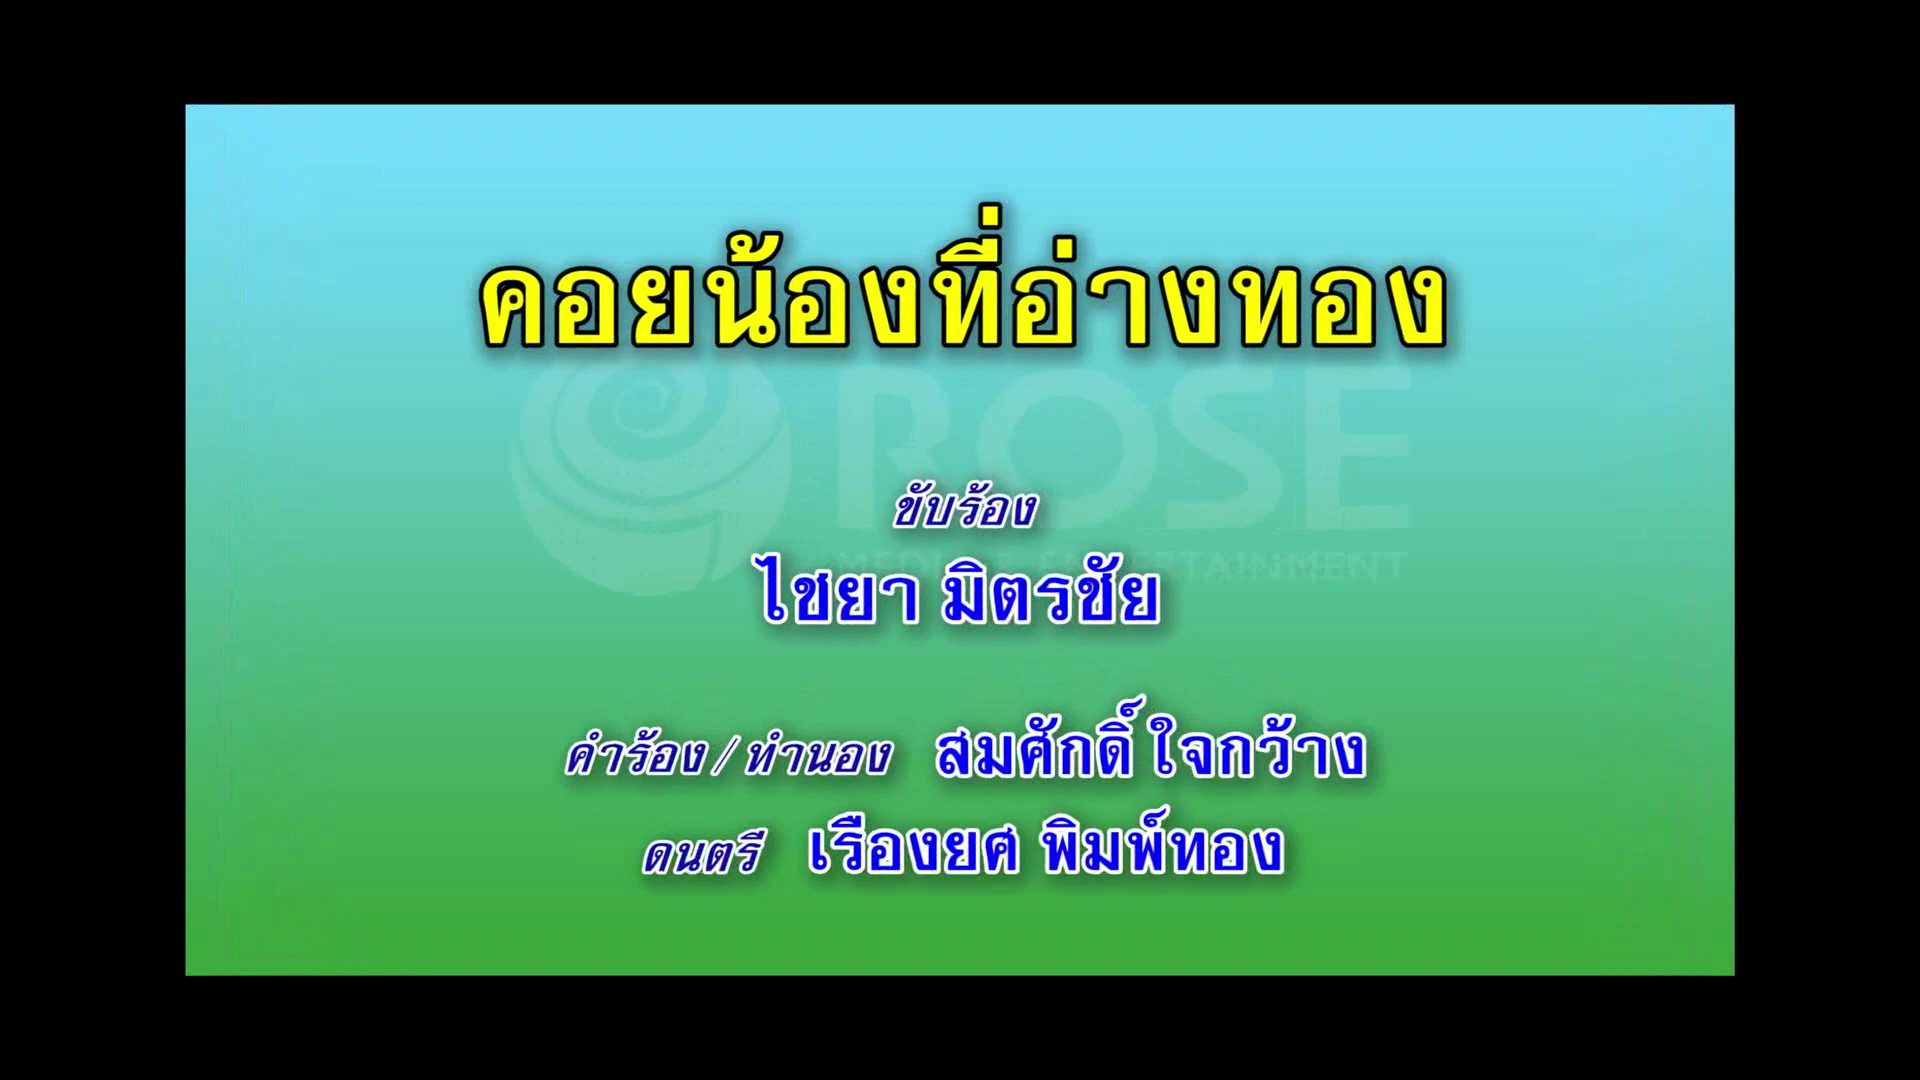 คอยน้องที่อ่างทอง
ROSE
MEDIA & ENTERTAINMENT
ขับร้อง
ไชยา มิตรชัย
คำร้อง / ทำนอง สมศักดิ์ ใจกว้าง
ดนตรี เรืองยศ พิมพ์ทอง